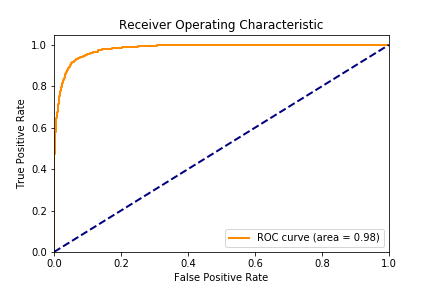 Receiver Operating Characteristic
True Positive Rate
1.0
0.8
0.6
0.4
0.2
0.0
ROC curve (area = 0.98)
0.0 0.2 0.4 0.6 0.8 1.0
False Positive Rate